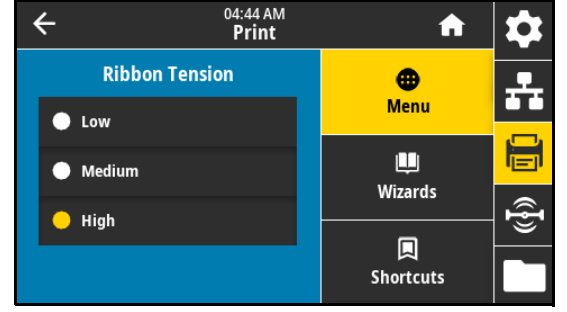 04:44 AM
Print
Ribbon Tension
Low
Medium
High
Menu
Wizards
Shortcuts